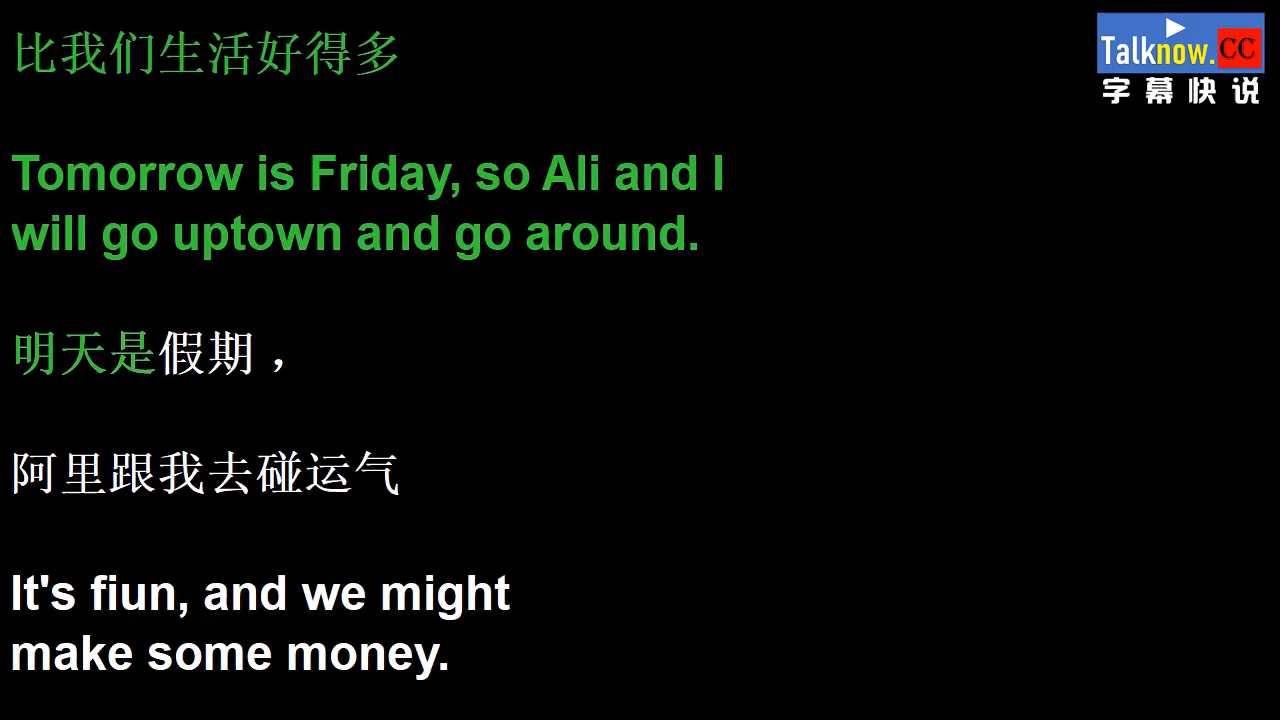 比我们生活好得多
Talknow.CC
字幕快说
Tomorrow is Friday, so Ali and I
will go uptown and go around.
明天是假期，
阿里跟我去碰运气
It's fiun, and we might
make some money.